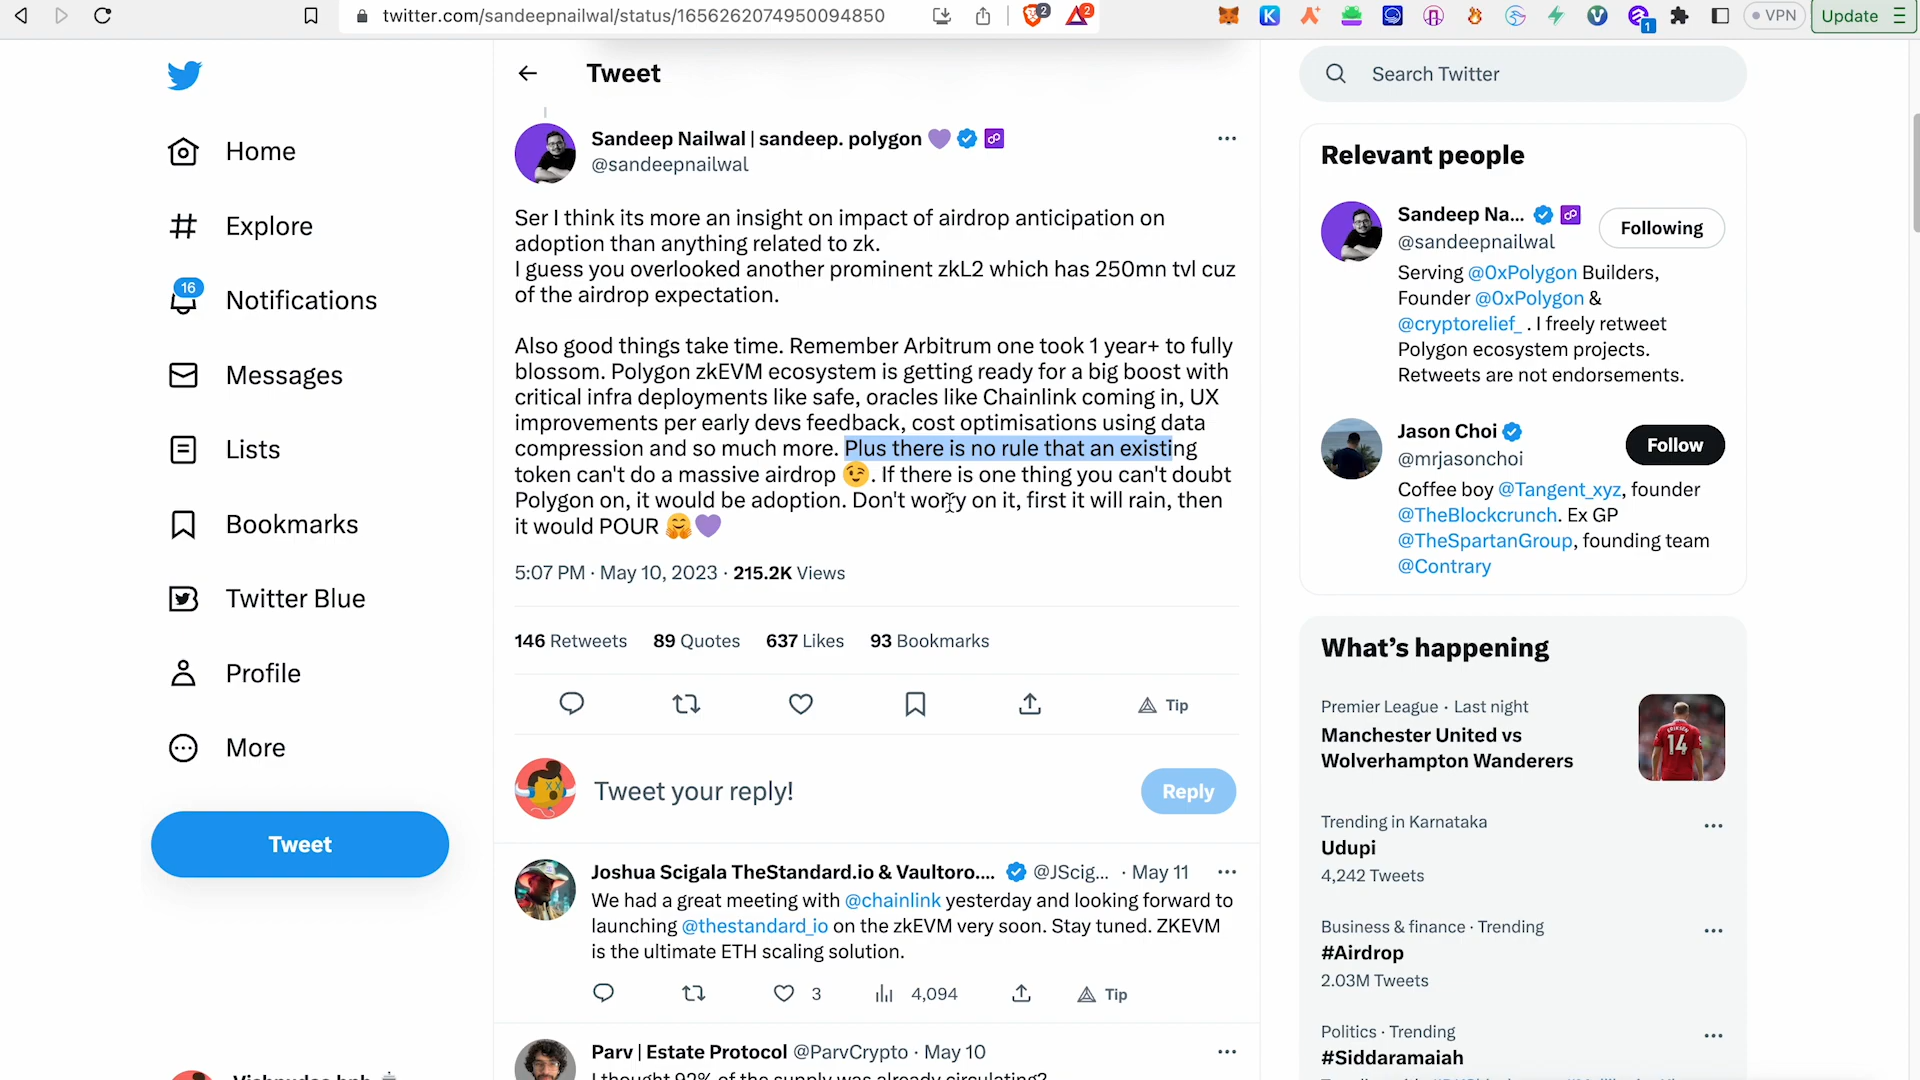 twitter.com/sandeepnailwal/status/1656262074950094850
2
2
1
VPN
Update
Home
Explore
16
Notifications
Messages
Lists
Bookmarks
Twitter Blue
Profile
More
Tweet
Tweet
Sandeep Nailwal | sandeep. polygon 💜
@sandeepnailwal
Ser I think its more an insight on impact of airdrop anticipation on
adoption than anything related to zk.
I guess you overlooked another prominent zkL2 which has 250mn tvl cuz
of the airdrop expectation.
Also good things take time. Remember Arbitrum one took 1 year+ to fully
blossom. Polygon zkEVM ecosystem is getting ready for a big boost with
critical infra deployments like safe, oracles like Chainlink coming in, UX
improvements per early devs feedback, cost optimisations using data
compression and so much more. Plus there is no rule that an existing
token can't do a massive airdrop 😉. If there is one thing you can't doubt
Polygon on, it would be adoption. Don't worry on it, first it will rain, then
it would POUR 🤗💜
5:07 PM · May 10, 2023 · 215.2K Views
146 Retweets 89 Quotes 637 Likes 93 Bookmarks
Tip
Tweet your reply!
Reply
Joshua Scigala TheStandard.io & Vaultoro.... @JScig... · May 11
We had a great meeting with @chainlink yesterday and looking forward to
launching @thestandard_io on the zkEVM very soon. Stay tuned. ZKEVM
is the ultimate ETH scaling solution.
3 4,094 Tip
Parv | Estate Protocol @ParvCrypto · May 10
I thought 92% of the supply was already circulating?
Search Twitter
Relevant people
Sandeep Na...
@sandeepnailwal
Following
Serving @0xPolygon Builders,
Founder @0xPolygon &
@cryptorelief_ . I freely retweet
Polygon ecosystem projects.
Retweets are not endorsements.
Jason Choi
@mrjasonchoi
Follow
Coffee boy @Tangent_xyz, founder
@TheBlockcrunch. Ex GP
@TheSpartanGroup, founding team
@Contrary
What's happening
Premier League · Last night
Manchester United vs
Wolverhampton Wanderers
14
Trending in Karnataka
Udupi
4,242 Tweets
Business & finance · Trending
#Airdrop
2.03M Tweets
Politics · Trending
#Siddaramaiah